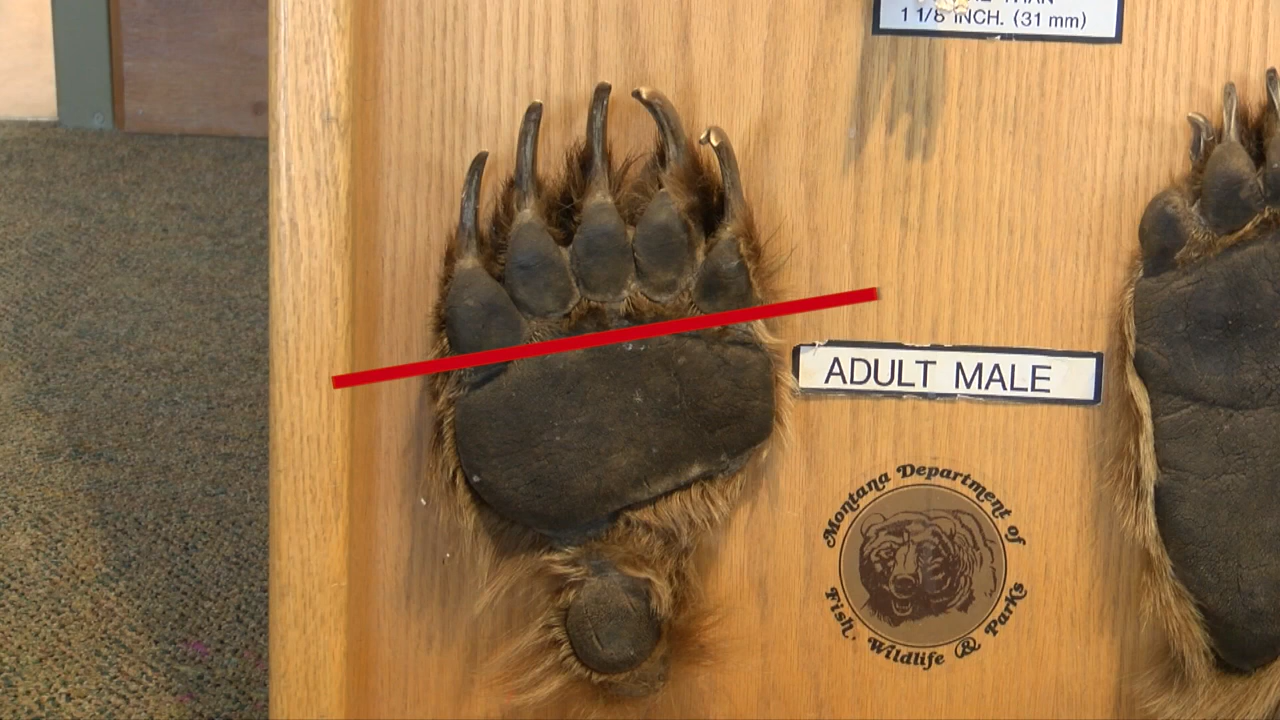 1 1/8 INCH. (31 mm)
ADULT MALE
Montana Department of
Fish, Wildlife & Parks